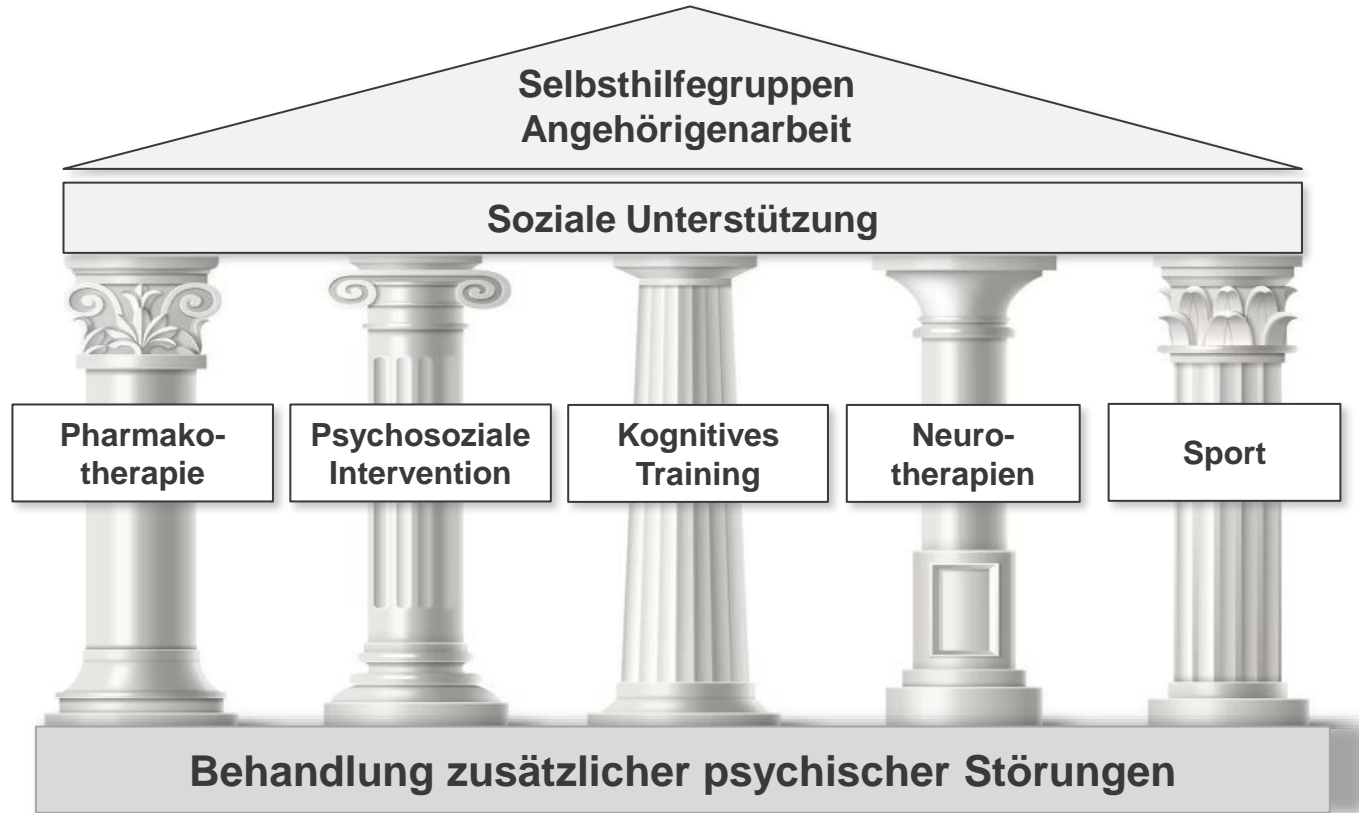 Selbsthilfegruppen
Angehörigenarbeit
Soziale Unterstützung
Pharmako-
therapie
Psychosoziale
Intervention
Kognitives
Training
Neuro-
therapien
Sport
Behandlung zusätzlicher psychischer Störungen